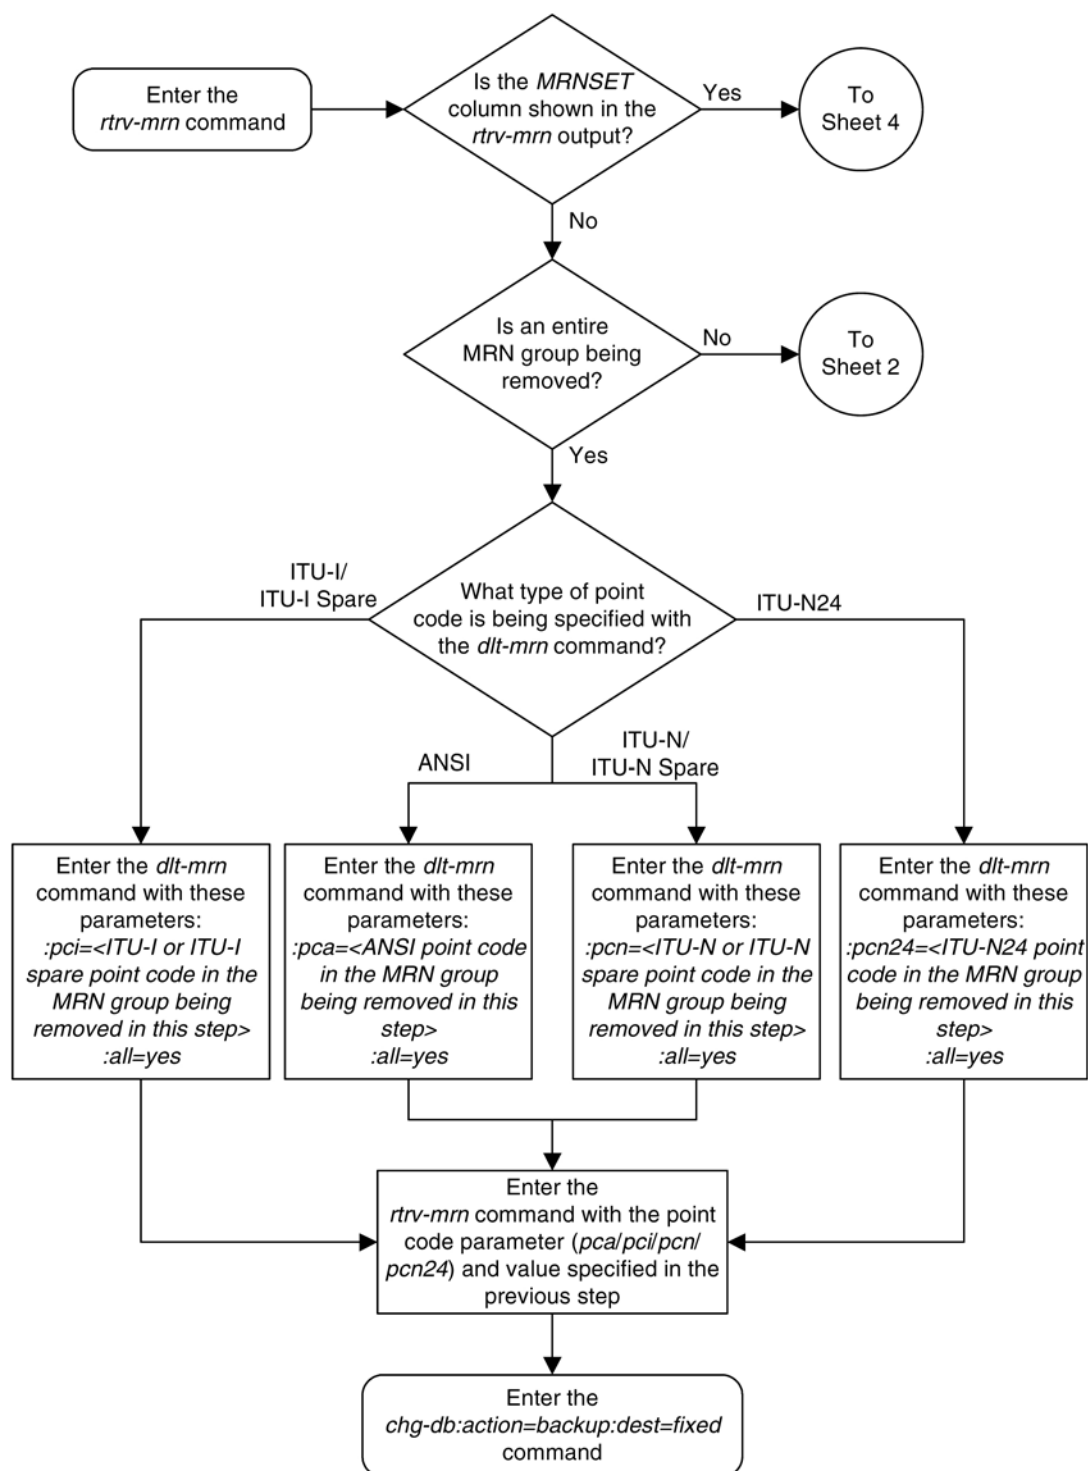 Enter the
rtrv-mrn command
Is the MRNSET
column shown in the
rtrv-mrn output?
Yes
To
Sheet 4
No
Is an entire
MRN group being
removed?
No
To
Sheet 2
Yes
What type of point
code is being specified with
the dlt-mrn command?
ITU-I/
ITU-I Spare
ITU-N24
ANSI
ITU-N/
ITU-N Spare
Enter the dlt-mrn
command with these
parameters:
:pci=<ITU-I or ITU-I
spare point code in the
MRN group being
removed in this step>
:all=yes
Enter the dlt-mrn
command with these
parameters:
:pca=<ANSI point code
in the MRN group
being removed in this
step>
:all=yes
Enter the dlt-mrn
command with these
parameters:
:pcn=<ITU-N or ITU-N
spare point code in the
MRN group being
removed in this step>
:all=yes
Enter the dlt-mrn
command with these
parameters:
:pcn24=<ITU-N24 point
code in the MRN group
being removed in this
step>
:all=yes
Enter the
rtrv-mrn command with the point
code parameter (pca/pci/pcn/
pcn24) and value specified in the
previous step
Enter the
chg-db:action=backup:dest=fixed
command